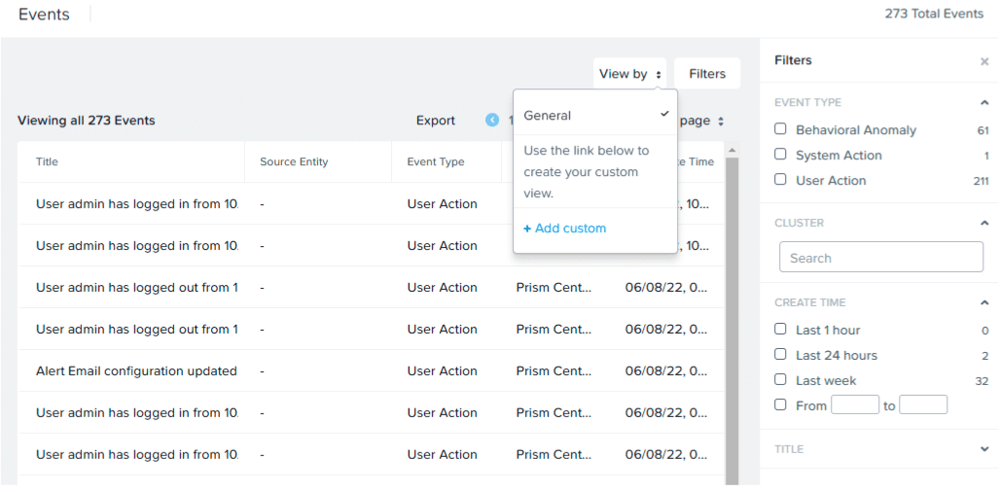 Events
273 Total Events
View by
Filters
Viewing all 273 Events
Export
1
page
General
Use the link below to
create your custom
view.
+ Add custom
Title Source Entity Event Type Time
User admin has logged in from 10. - User Action , 10...
User admin has logged in from 10. - User Action , 10...
User admin has logged out from 1 - User Action Prism Cent... 06/08/22, 0...
User admin has logged out from 1 - User Action Prism Cent... 06/08/22, 0...
Alert Email configuration updated - User Action Prism Cent... 06/08/22, 0...
User admin has logged in from 10. - User Action Prism Cent... 06/08/22, 0...
User admin has logged in from 10. - User Action Prism Cent... 06/08/22, 0...
Filters ×
EVENT TYPE
Behavioral Anomaly 61
System Action 1
User Action 211
CLUSTER
Search
CREATE TIME
Last 1 hour 0
Last 24 hours 2
Last week 32
From to
TITLE